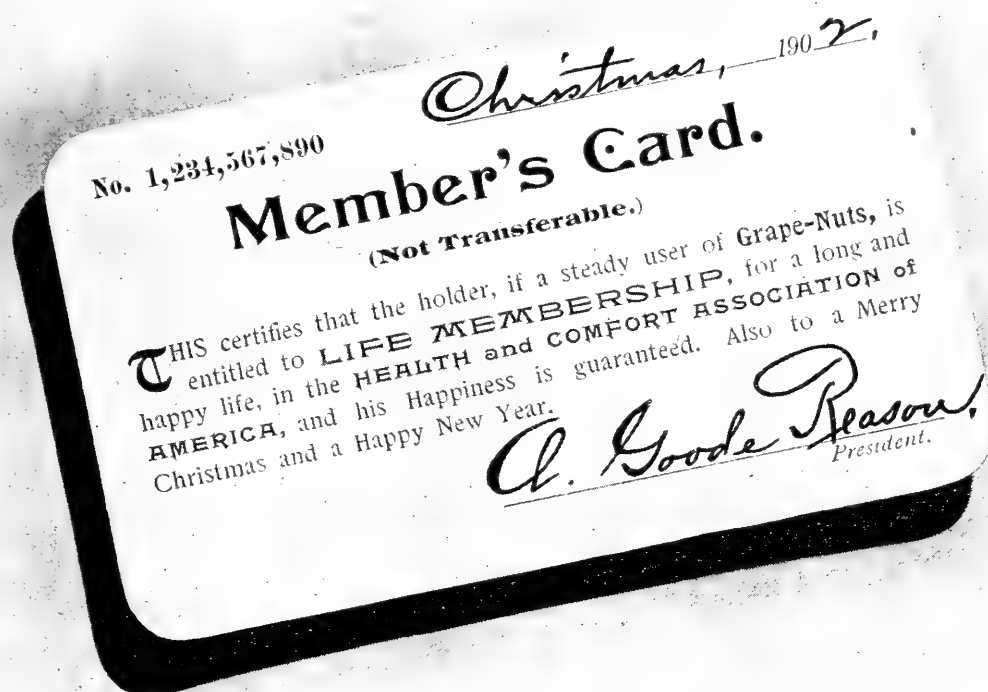 Christmas, 1902.
No. 1,234,567,890
Member's Card.
(Not Transferable.)
THIS certifies that the holder, if a steady user of Grape-Nuts, is
entitled to LIFE MEMBERSHIP, for a long and
happy life, in the HEALTH and COMFORT ASSOCIATION of
AMERICA, and his Happiness is guaranteed. Also to a Merry
Christmas and a Happy New Year.
A. Goode Reason.
President.